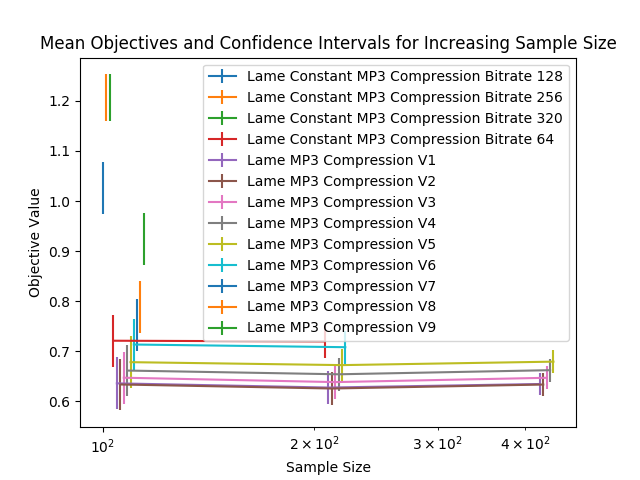 Mean Objectives and Confidence Intervals for Increasing Sample Size
Objective Value
1.2
1.1
1.0
0.9
0.8
0.7
0.6
Lame Constant MP3 Compression Bitrate 128
Lame Constant MP3 Compression Bitrate 256
Lame Constant MP3 Compression Bitrate 320
Lame Constant MP3 Compression Bitrate 64
Lame MP3 Compression V1
Lame MP3 Compression V2
Lame MP3 Compression V3
Lame MP3 Compression V4
Lame MP3 Compression V5
Lame MP3 Compression V6
Lame MP3 Compression V7
Lame MP3 Compression V8
Lame MP3 Compression V9
10² 2 × 10² 3 × 10² 4 × 10²
Sample Size